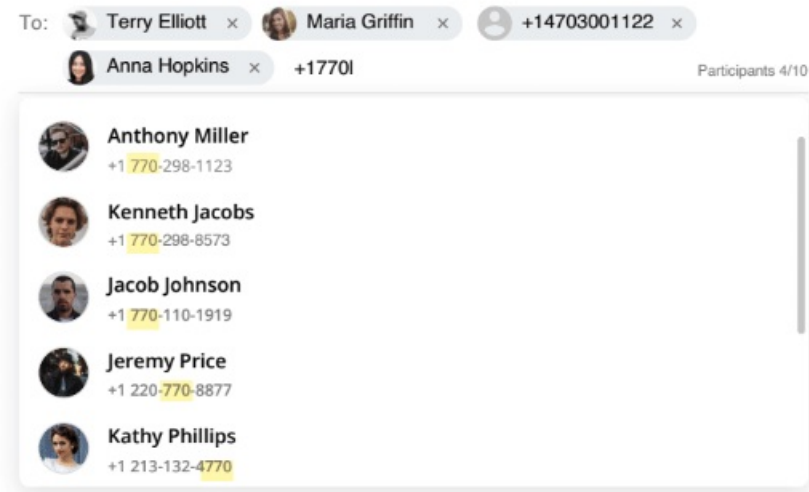 To: Terry Elliott × Maria Griffin × +14703001122 ×
Anna Hopkins × +1770l Participants 4/10
Anthony Miller
+1 770-298-1123
Kenneth Jacobs
+1 770-298-8573
Jacob Johnson
+1 770-110-1919
Jeremy Price
+1 220-770-8877
Kathy Phillips
+1 213-132-4770